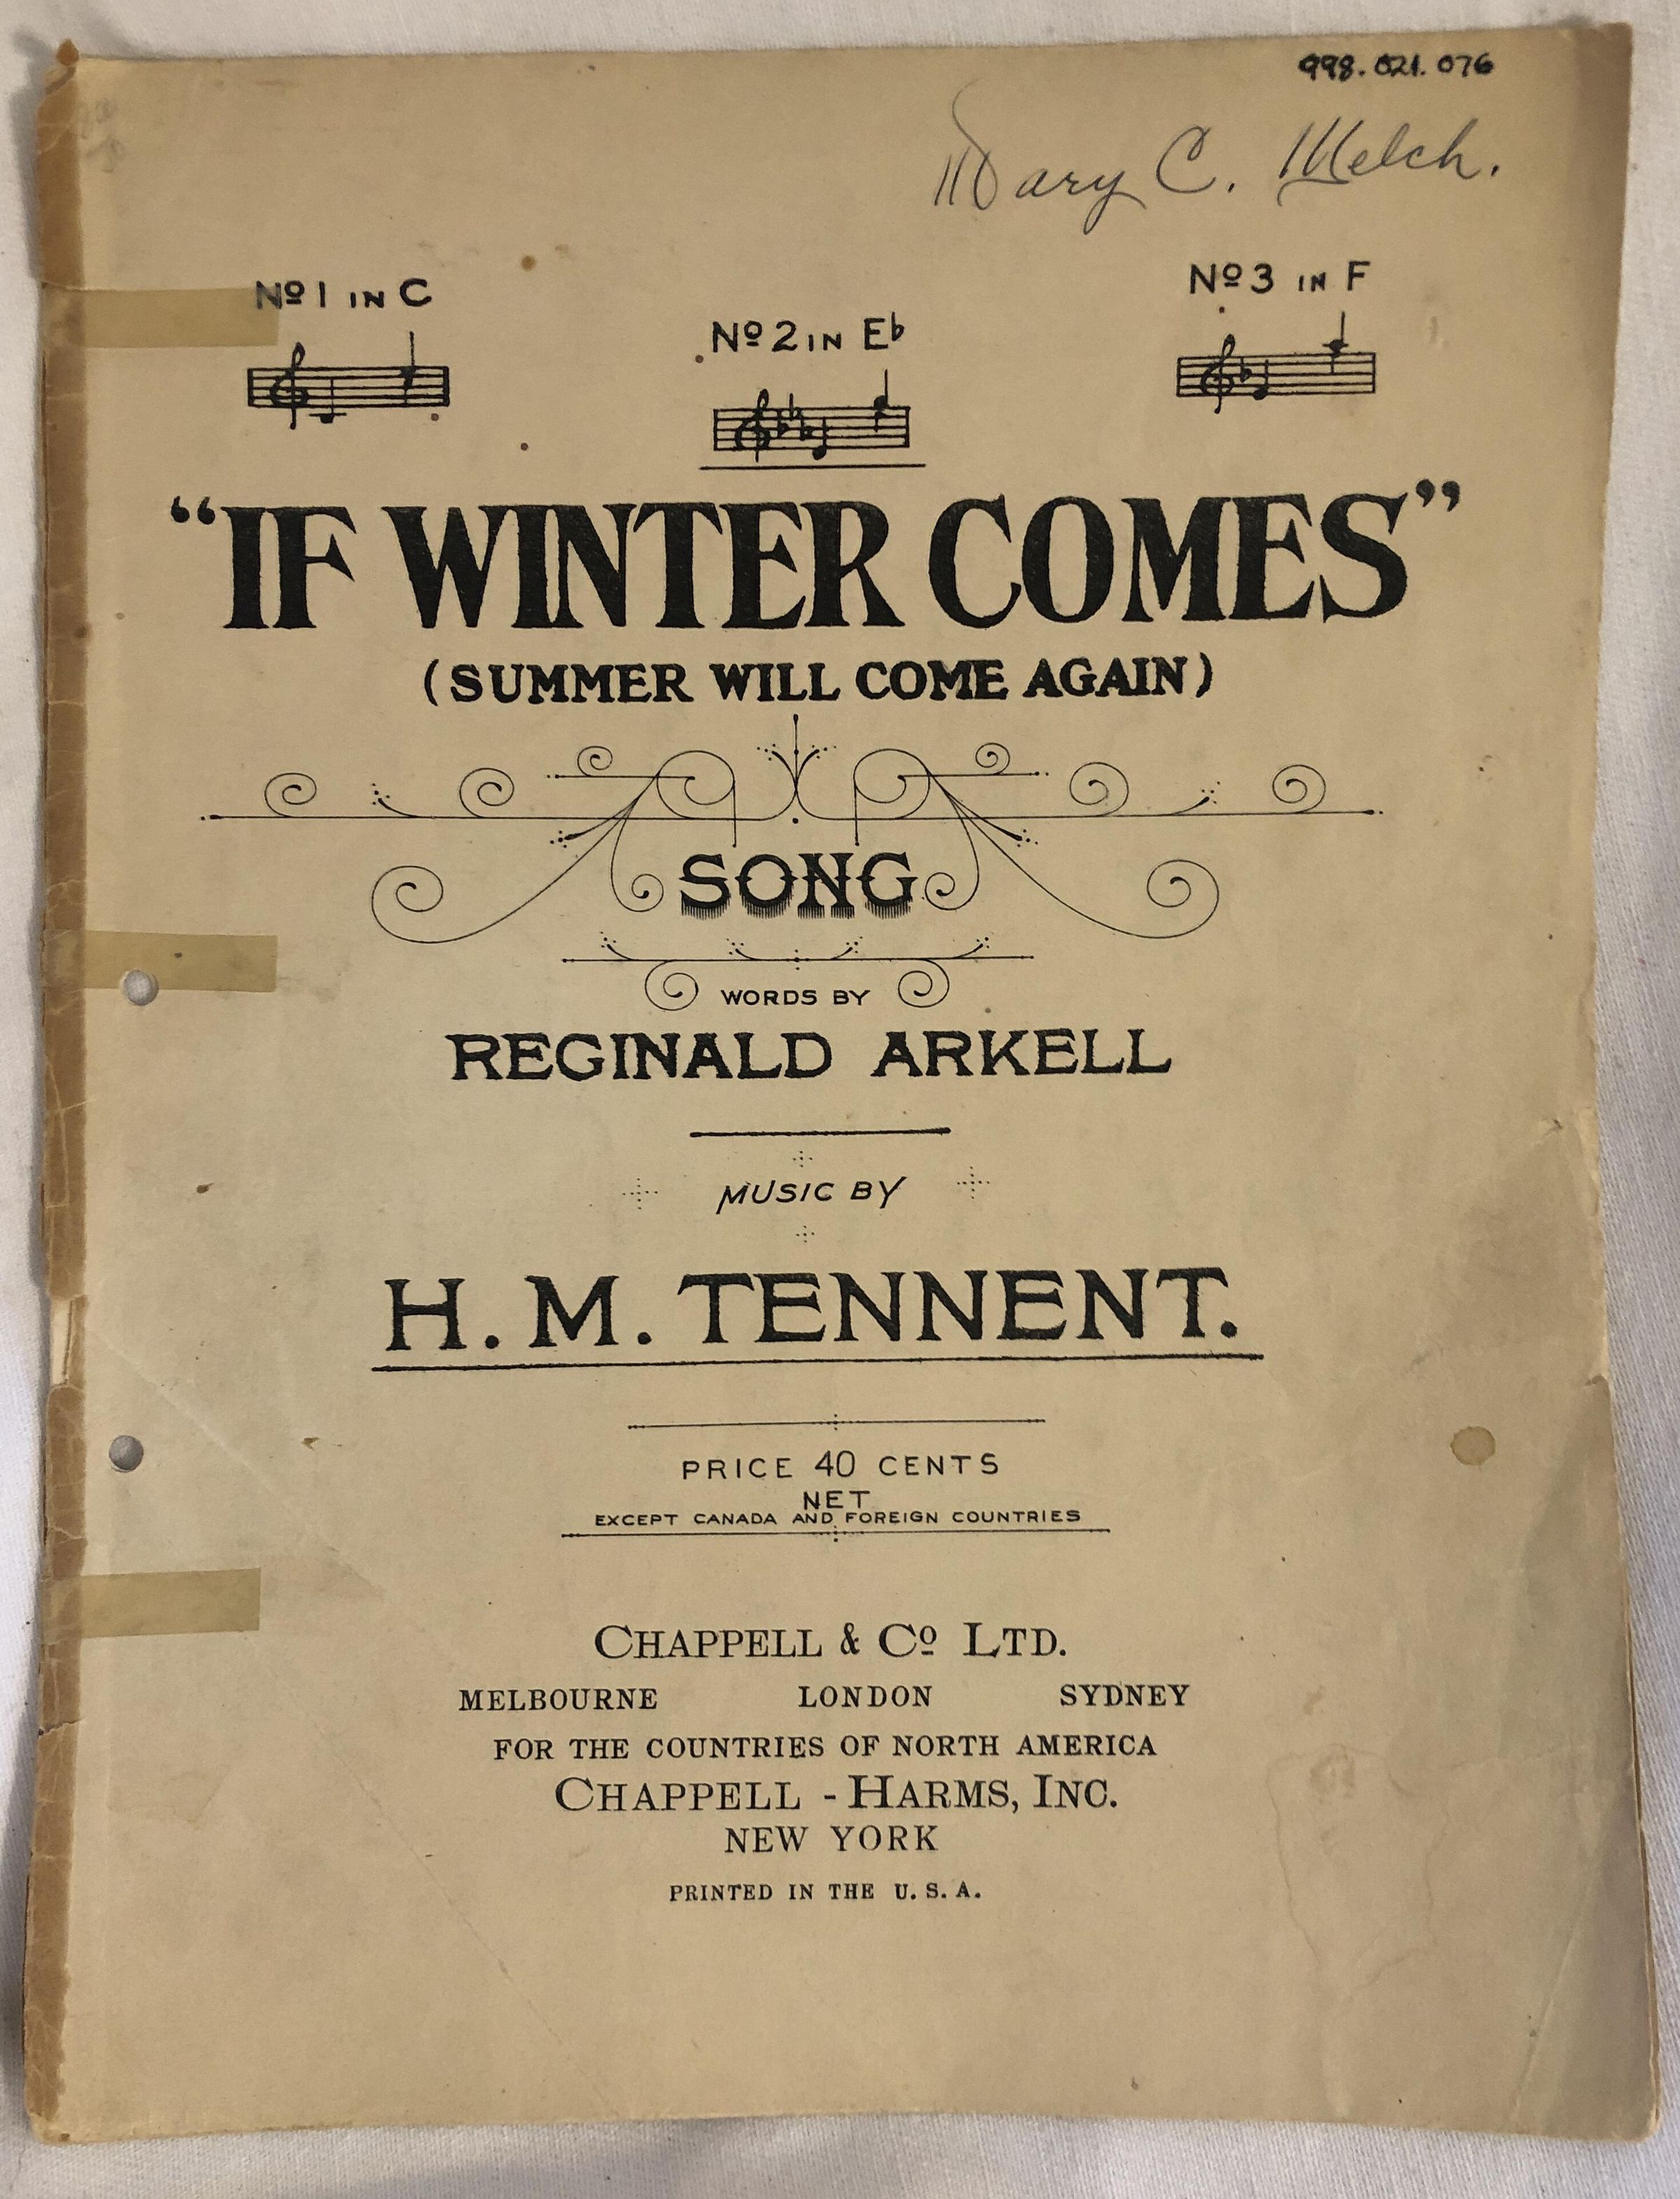 998.021.076
Mary C. Welch.
Nº 1 IN C
Nº 2 IN E♭
Nº 3 IN F
“IF WINTER COMES”
(SUMMER WILL COME AGAIN)
SONG
WORDS BY
REGINALD ARKELL
MUSIC BY
H. M. TENNENT.
PRICE 40 CENTS
NET
EXCEPT CANADA AND FOREIGN COUNTRIES
CHAPPELL & Cº LTD.
MELBOURNE LONDON SYDNEY
FOR THE COUNTRIES OF NORTH AMERICA
CHAPPELL - HARMS, INC.
NEW YORK
PRINTED IN THE U. S. A.